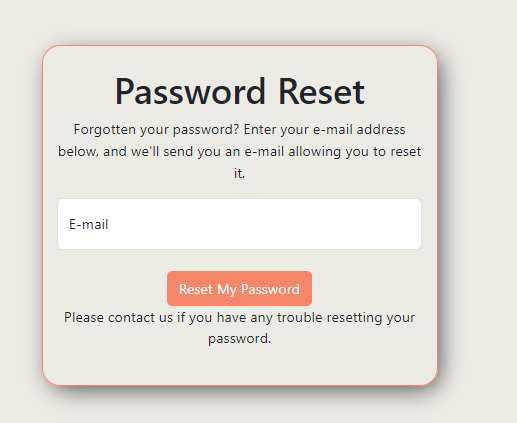 Password Reset
Forgotten your password? Enter your e-mail address
below, and we'll send you an e-mail allowing you to reset
it.
E-mail
Reset My Password
Please contact us if you have any trouble resetting your
password.